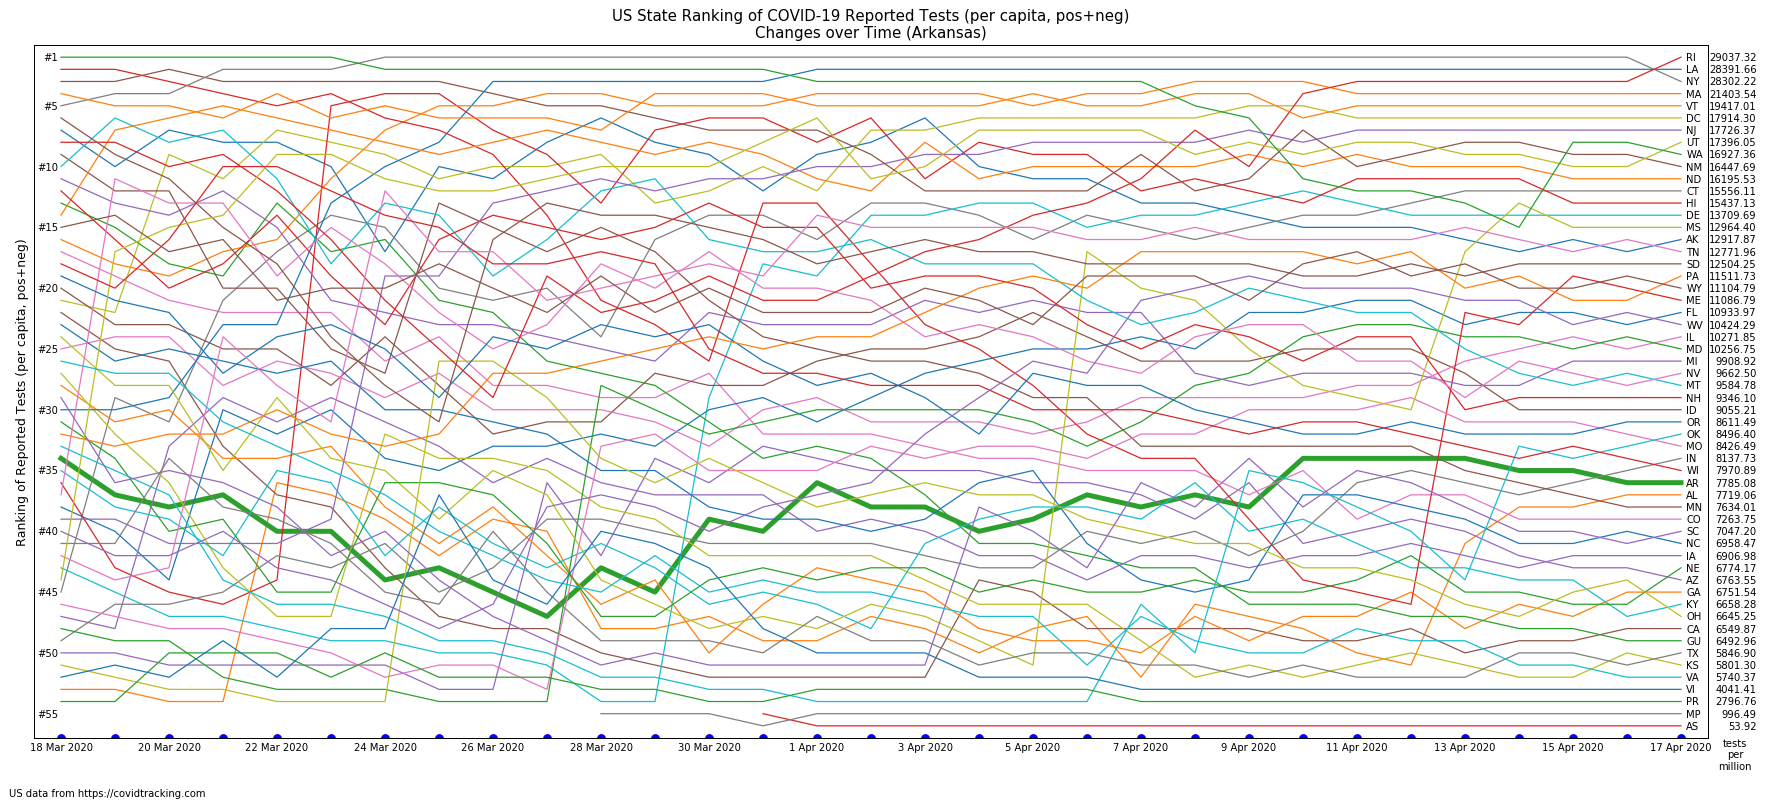 US State Ranking of COVID-19 Reported Tests (per capita, pos+neg)
Changes over Time (Arkansas)
Ranking of Reported Tests (per capita, pos+neg)
#1
#5
#10
#15
#20
#25
#30
#35
#40
#45
#50
#55
RI 29037.32
LA 28391.66
NY 28302.22
MA 21403.54
VT 19417.01
DC 17914.30
NJ 17726.37
UT 17396.05
WA 16927.36
NM 16447.69
ND 16195.53
CT 15556.11
HI 15437.13
DE 13709.69
MS 12964.40
AK 12917.87
TN 12771.96
SD 12504.25
PA 11511.73
WY 11104.79
ME 11086.79
FL 10933.97
WV 10424.29
IL 10271.85
MD 10256.75
MI 9908.92
NV 9662.50
MT 9584.78
NH 9346.10
ID 9055.21
OR 8611.49
OK 8496.40
MO 8426.49
IN 8137.73
WI 7970.89
AR 7785.08
AL 7719.06
MN 7634.01
CO 7263.75
SC 7047.20
NC 6958.47
IA 6906.98
NE 6774.17
AZ 6763.55
GA 6751.54
KY 6658.28
OH 6645.25
CA 6549.87
GU 6492.96
TX 5846.90
KS 5801.30
VA 5740.37
VI 4041.41
PR 2796.76
MP 996.49
AS 53.92
18 Mar 2020 20 Mar 2020 22 Mar 2020 24 Mar 2020 26 Mar 2020 28 Mar 2020 30 Mar 2020 1 Apr 2020 3 Apr 2020 5 Apr 2020 7 Apr 2020 9 Apr 2020 11 Apr 2020 13 Apr 2020 15 Apr 2020 17 Apr 2020
tests
per
million
US data from https://covidtracking.com